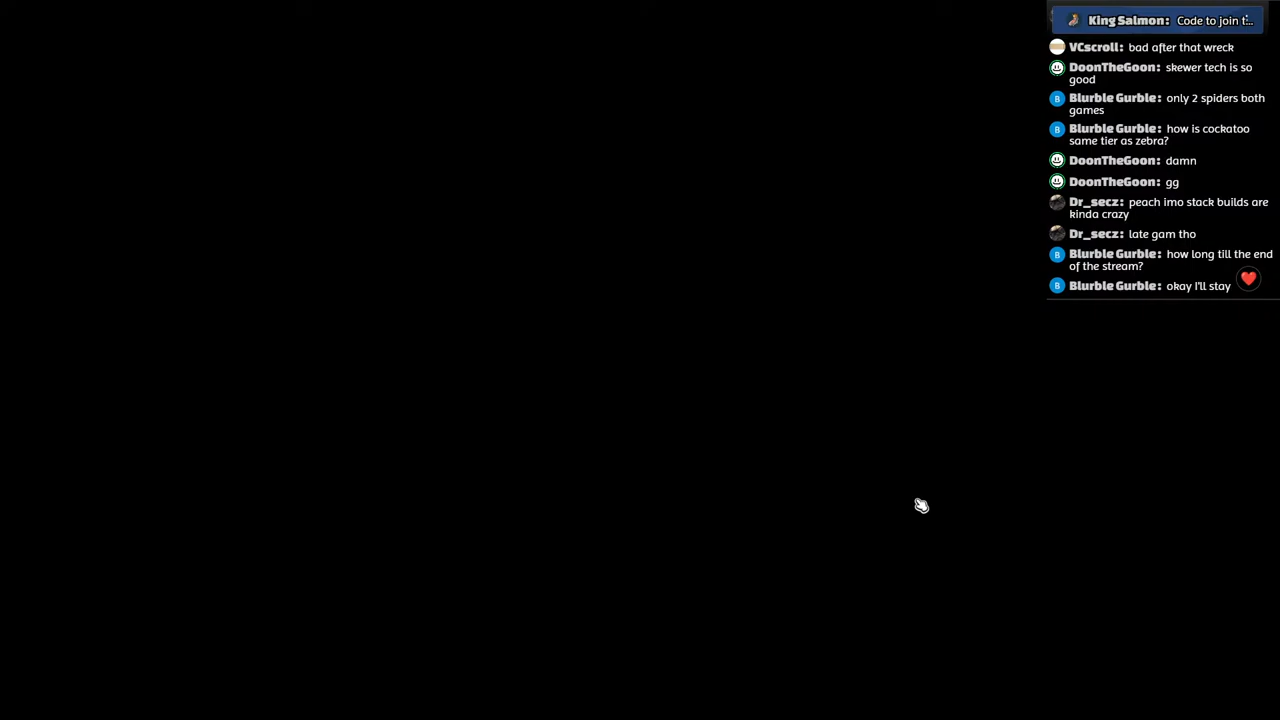 King Salmon: Code to join t...
VCscroll: bad after that wreck
DoonTheGoon: skewer tech is so
good
Blurble Gurble: only 2 spiders both
games
Blurble Gurble: how is cockatoo
same tier as zebra?
DoonTheGoon: damn
DoonTheGoon: gg
Dr_secz: peach imo stack builds are
kinda crazy
Dr_secz: late gam tho
Blurble Gurble: how long till the end
of the stream?
Blurble Gurble: okay I'll stay